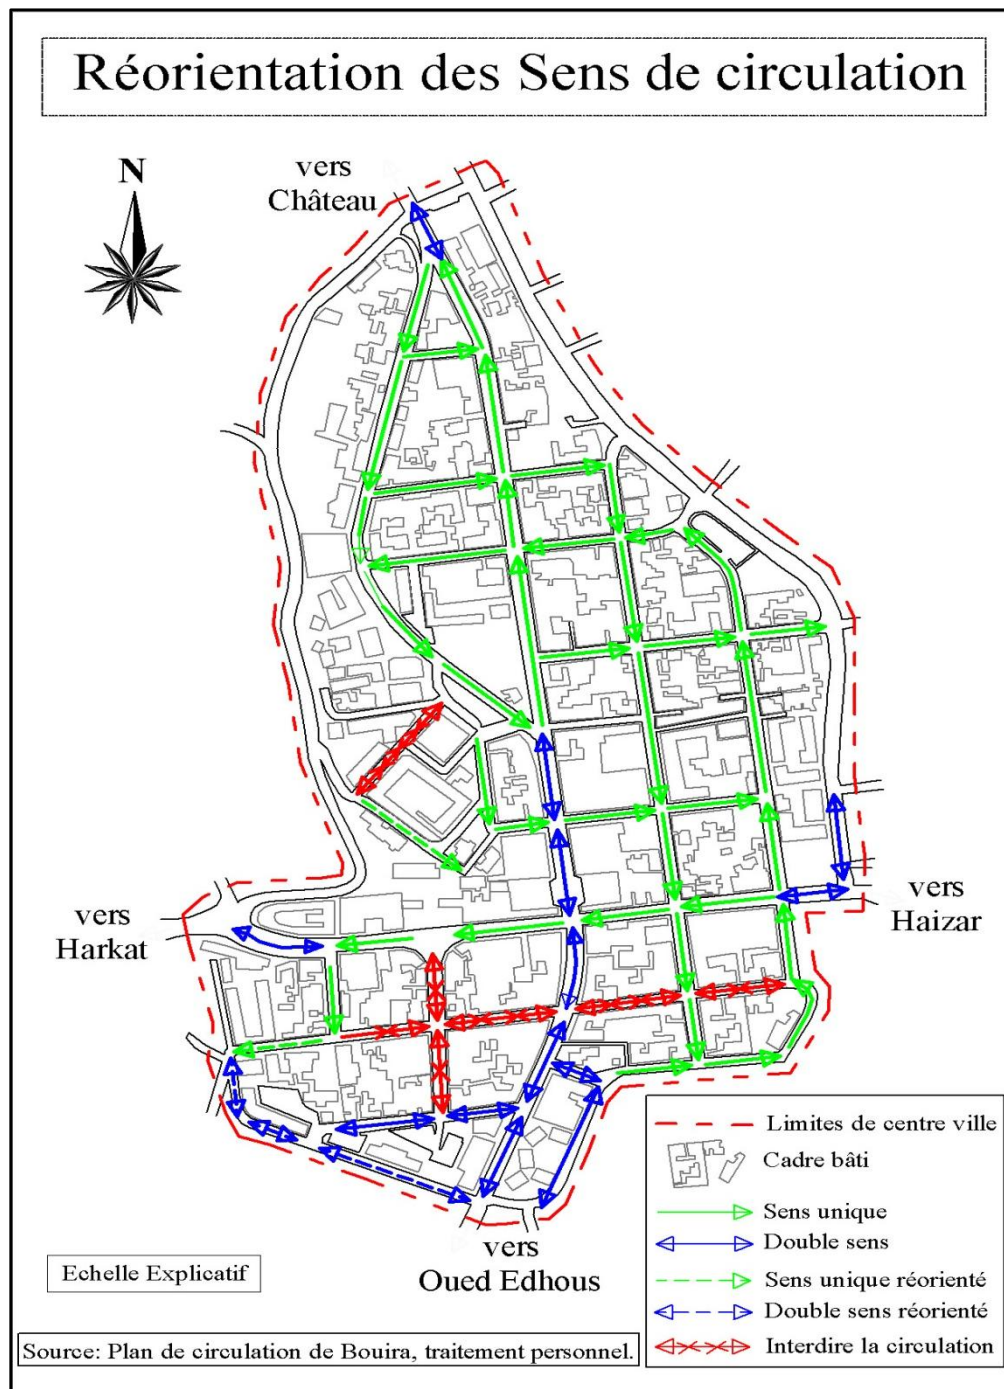 Réorientation des Sens de circulation
vers
Château
N
vers
Harkat
vers
Haizar
vers
Oued Edhous
Limites de centre ville
Cadre bâti
Sens unique
Double sens
Sens unique réorienté
Double sens réorienté
Interdire la circulation
Echelle Explicatif
Source: Plan de circulation de Bouira, traitement personnel.